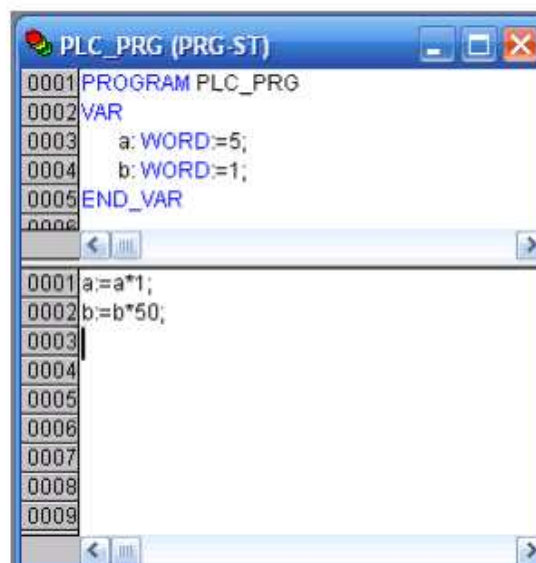 PLC_PRG (PRG-ST)
0001 PROGRAM PLC_PRG
0002 VAR
0003 a: WORD:=5;
0004 b: WORD:=1;
0005 END_VAR
0006
0001 a:=a*1;
0002 b:=b*50;
0003
0004
0005
0006
0007
0008
0009